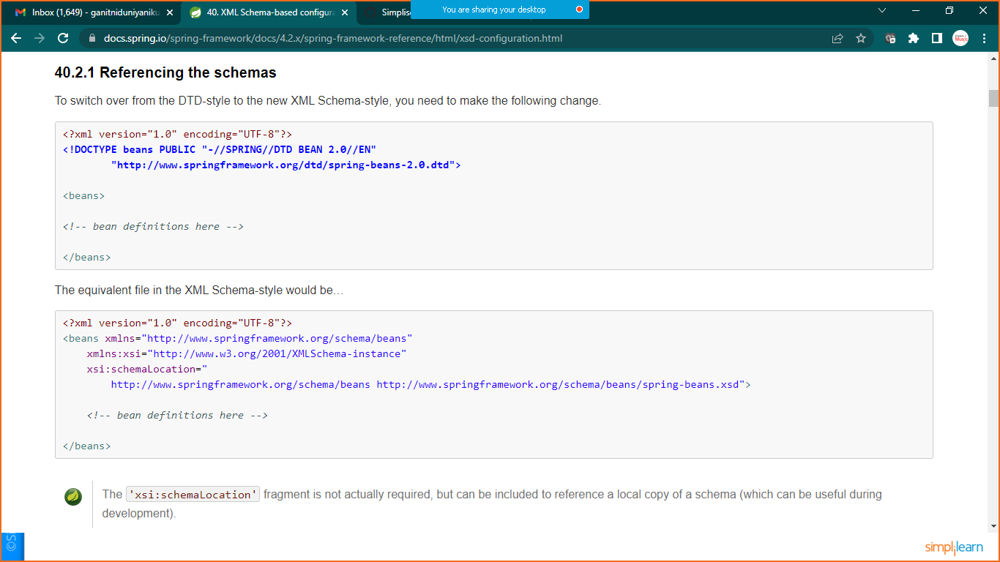 Inbox (1,649) - ganitniduniyaniku
40. XML Schema-based configura
Simplise
You are sharing your desktop
docs.spring.io/spring-framework/docs/4.2.x/spring-framework-reference/html/xsd-configuration.html
40.2.1 Referencing the schemas
To switch over from the DTD-style to the new XML Schema-style, you need to make the following change.
<?xml version="1.0" encoding="UTF-8"?>
<!DOCTYPE beans PUBLIC "-//SPRING//DTD BEAN 2.0//EN"
"http://www.springframework.org/dtd/spring-beans-2.0.dtd">
<beans>
<!-- bean definitions here -->
</beans>
The equivalent file in the XML Schema-style would be…
<?xml version="1.0" encoding="UTF-8"?>
<beans xmlns="http://www.springframework.org/schema/beans"
xmlns:xsi="http://www.w3.org/2001/XMLSchema-instance"
xsi:schemaLocation="
http://www.springframework.org/schema/beans http://www.springframework.org/schema/beans/spring-beans.xsd">
<!-- bean definitions here -->
</beans>
The 'xsi:schemaLocation' fragment is not actually required, but can be included to reference a local copy of a schema (which can be useful during
development).
©S
simplilearn